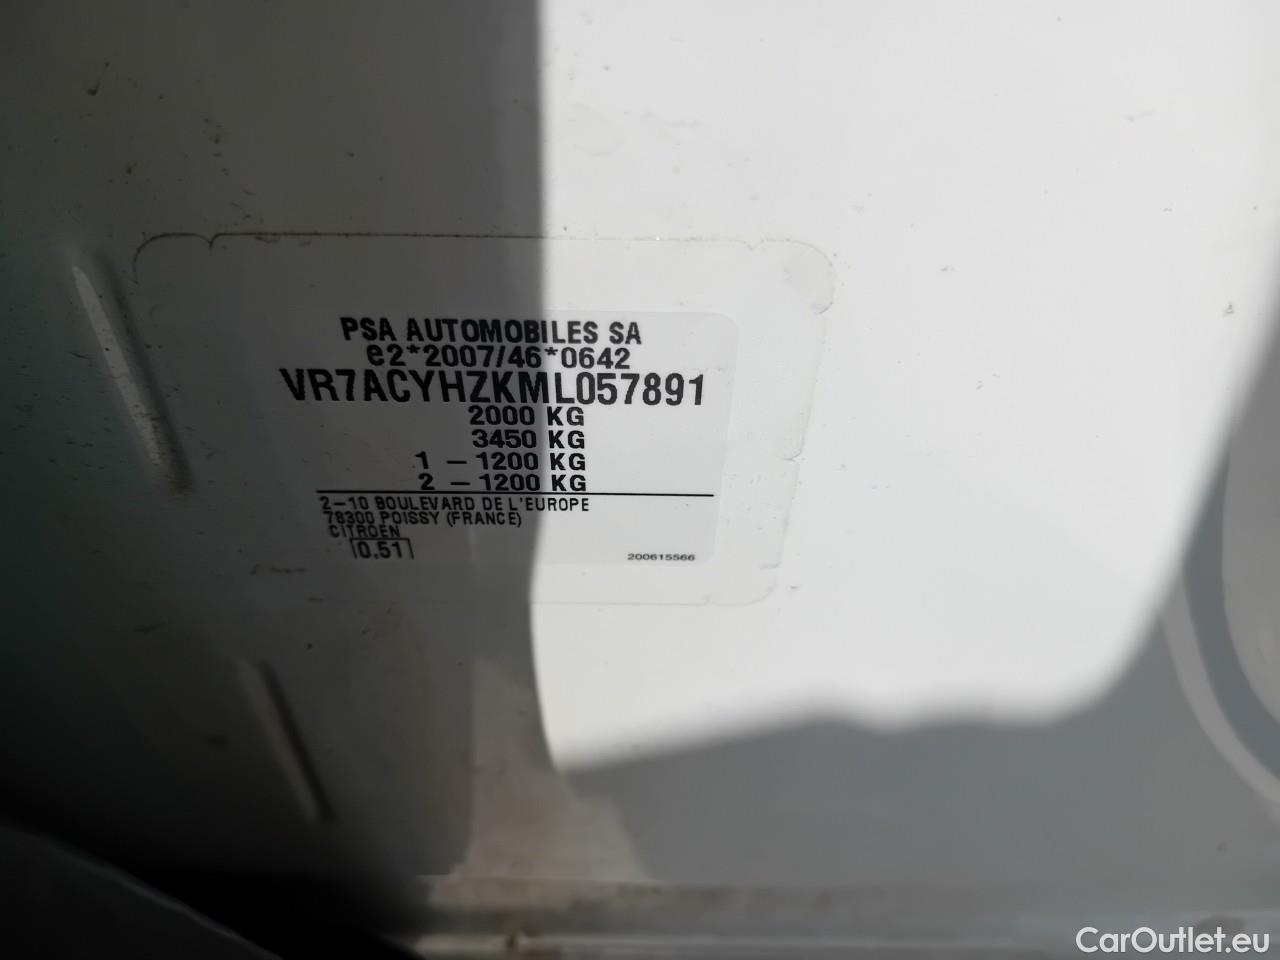 PSA AUTOMOBILES SA
e2*2007/46*0642
VR7ACYHZKML057891
2000 KG
3450 KG
1 - 1200 KG
2 - 1200 KG
2-10 BOULEVARD DE L'EUROPE
78300 POISSY (FRANCE)
CITROEN
0.51
200615566
CarOutlet.eu